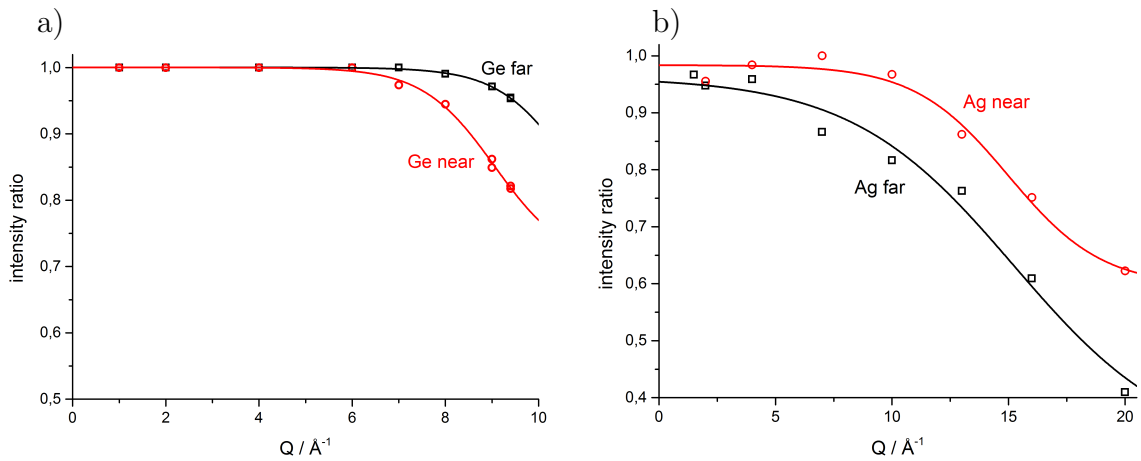 a)
intensity ratio
1,0
0,9
0,8
0,7
0,6
0,5
Ge far
Ge near
0 2 4 6 8 10
Q / Å⁻¹
b)
intensity ratio
1,0
0,9
0,8
0,7
0,6
0,5
0,4
Ag near
Ag far
0 5 10 15 20
Q / Å⁻¹